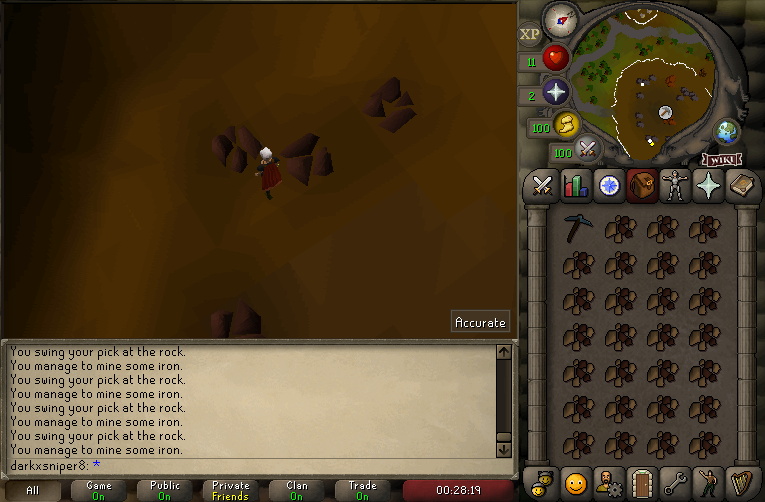 XP
11
2
100
100
WIKI
Accurate
You swing your pick at the rock.
You manage to mine some iron.
You swing your pick at the rock.
You manage to mine some iron.
You swing your pick at the rock.
You manage to mine some iron.
You swing your pick at the rock.
You manage to mine some iron.
darkxsniper8: *
All
Game
On
Public
On
Private
Friends
Clan
On
Trade
On
00:28:19